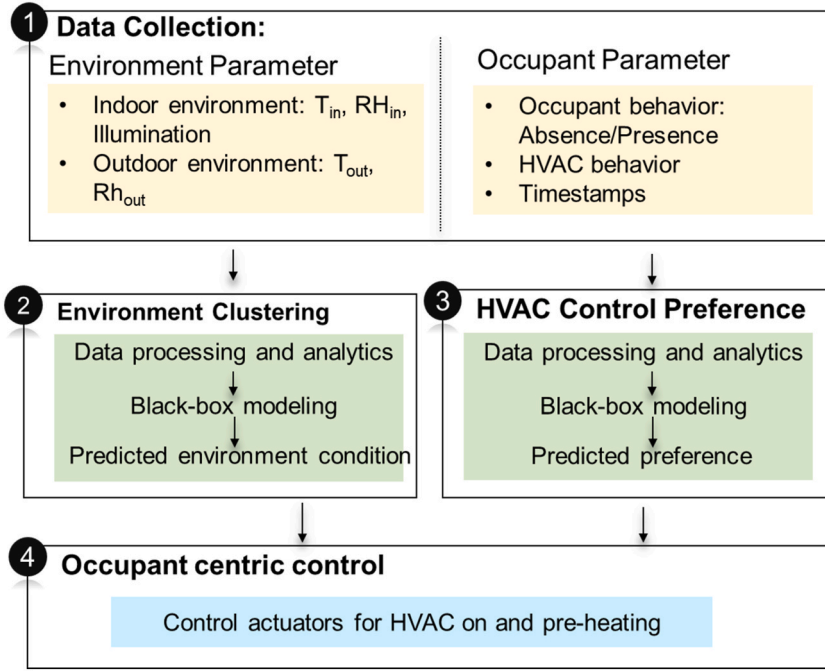 1 Data Collection:
Environment Parameter
• Indoor environment: Tin, RHin,
Illumination
• Outdoor environment: Tout,
Rhout
Occupant Parameter
• Occupant behavior:
Absence/Presence
• HVAC behavior
• Timestamps
2 Environment Clustering
Data processing and analytics
Black-box modeling
Predicted environment condition
3 HVAC Control Preference
Data processing and analytics
Black-box modeling
Predicted preference
4 Occupant centric control
Control actuators for HVAC on and pre-heating